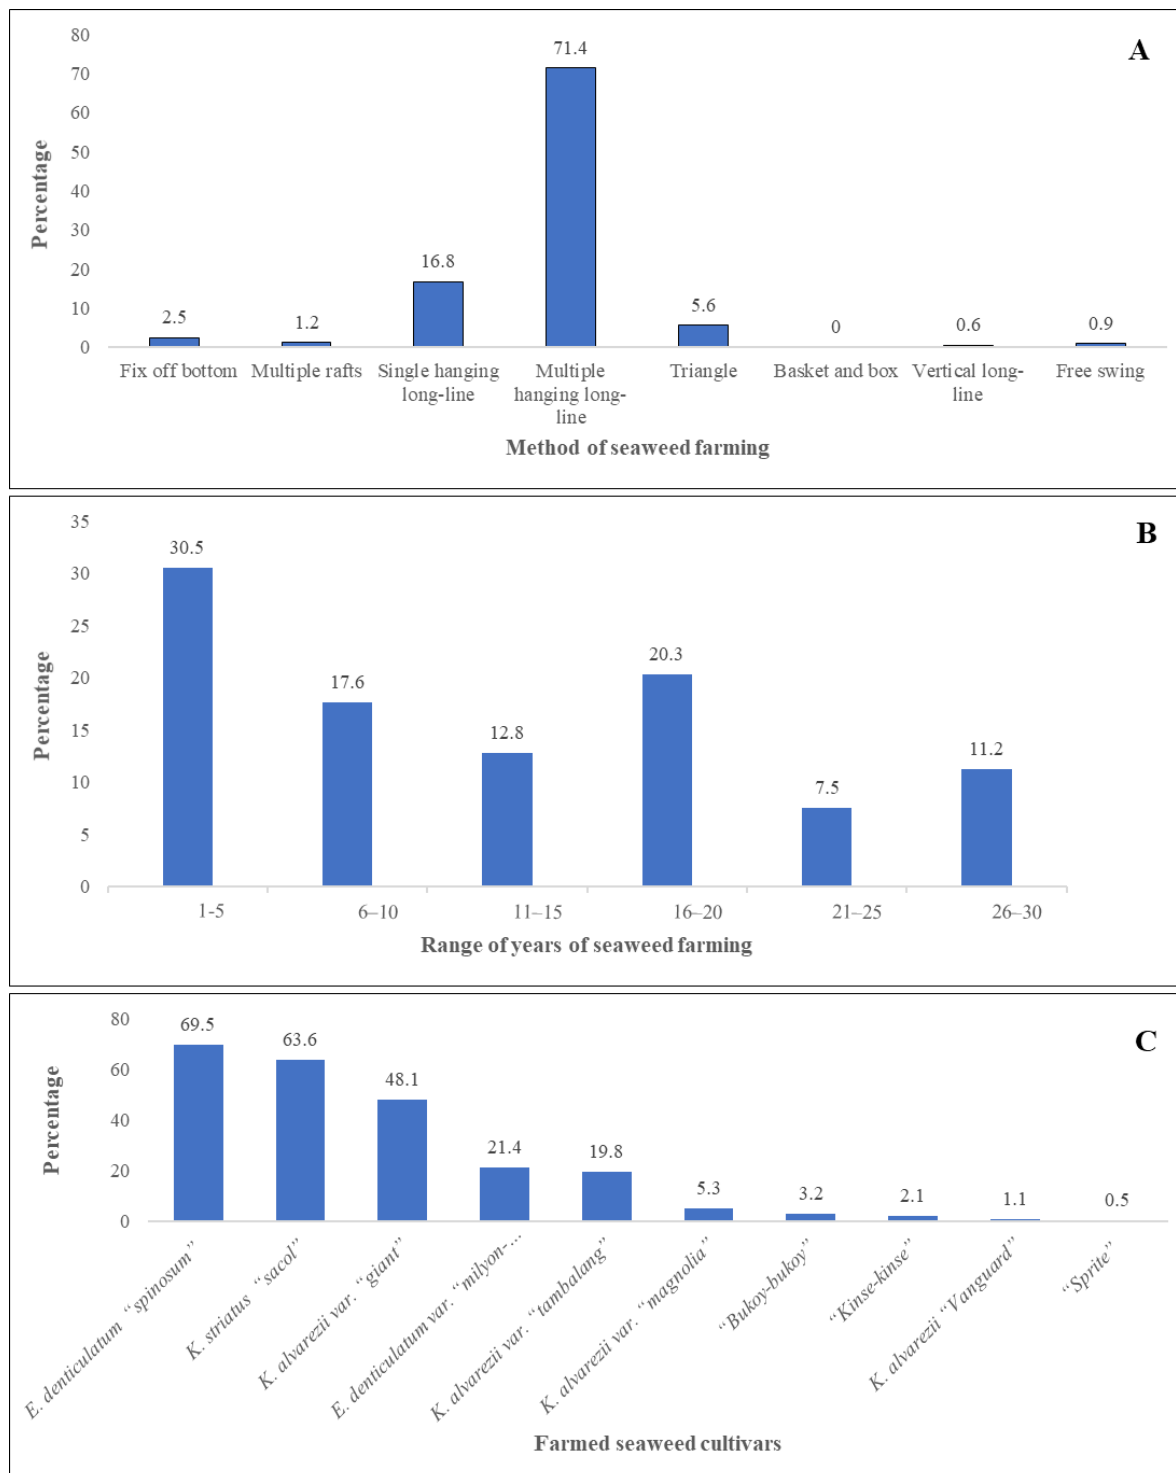 A
80
70
60
50
40
30
20
10
0
Percentage
2.5
1.2
16.8
71.4
5.6
0
0.6
0.9
Fix off bottom
Multiple rafts
Single hanging
long-line
Multiple
hanging long-
line
Triangle
Basket and box
Vertical long-
line
Free swing
Method of seaweed farming
B
35
30
25
20
15
10
5
0
Percentage
30.5
17.6
12.8
20.3
7.5
11.2
1-5
6–10
11–15
16–20
21–25
26–30
Range of years of seaweed farming
C
80
60
40
20
0
Percentage
69.5
63.6
48.1
21.4
19.8
5.3
3.2
2.1
1.1
0.5
E. denticulatum “spinosum”
K. striatus “sacol”
K. alvarezii var. “giant”
E. denticulatum var. “milyon-…
K. alvarezii var. “tambalang”
K. alvarezii var. “magnolia”
“Bukoy-bukoy”
“Kinse-kinse”
K. alvarezii “Vanguard”
“Sprite”
Farmed seaweed cultivars